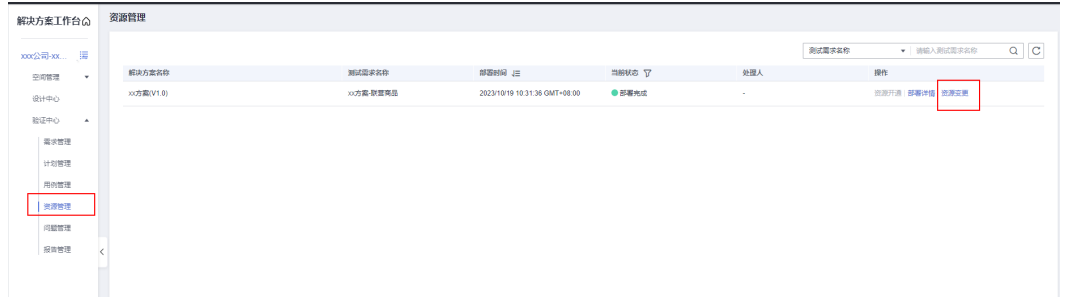 解决方案工作台
资源管理
xxx公司-xx...
空间管理
设计中心
验证中心
需求管理
计划管理
用例管理
资源管理
问题管理
报告管理
测试需求名称 请输入测试需求名称
解决方案名称 测试需求名称 部署时间 当前状态 处理人 操作
xx方案(V1.0) xx方案-联营商品 2023/10/19 10:31:36 GMT+08:00 部署完成 - 资源开通 部署详情 资源变更